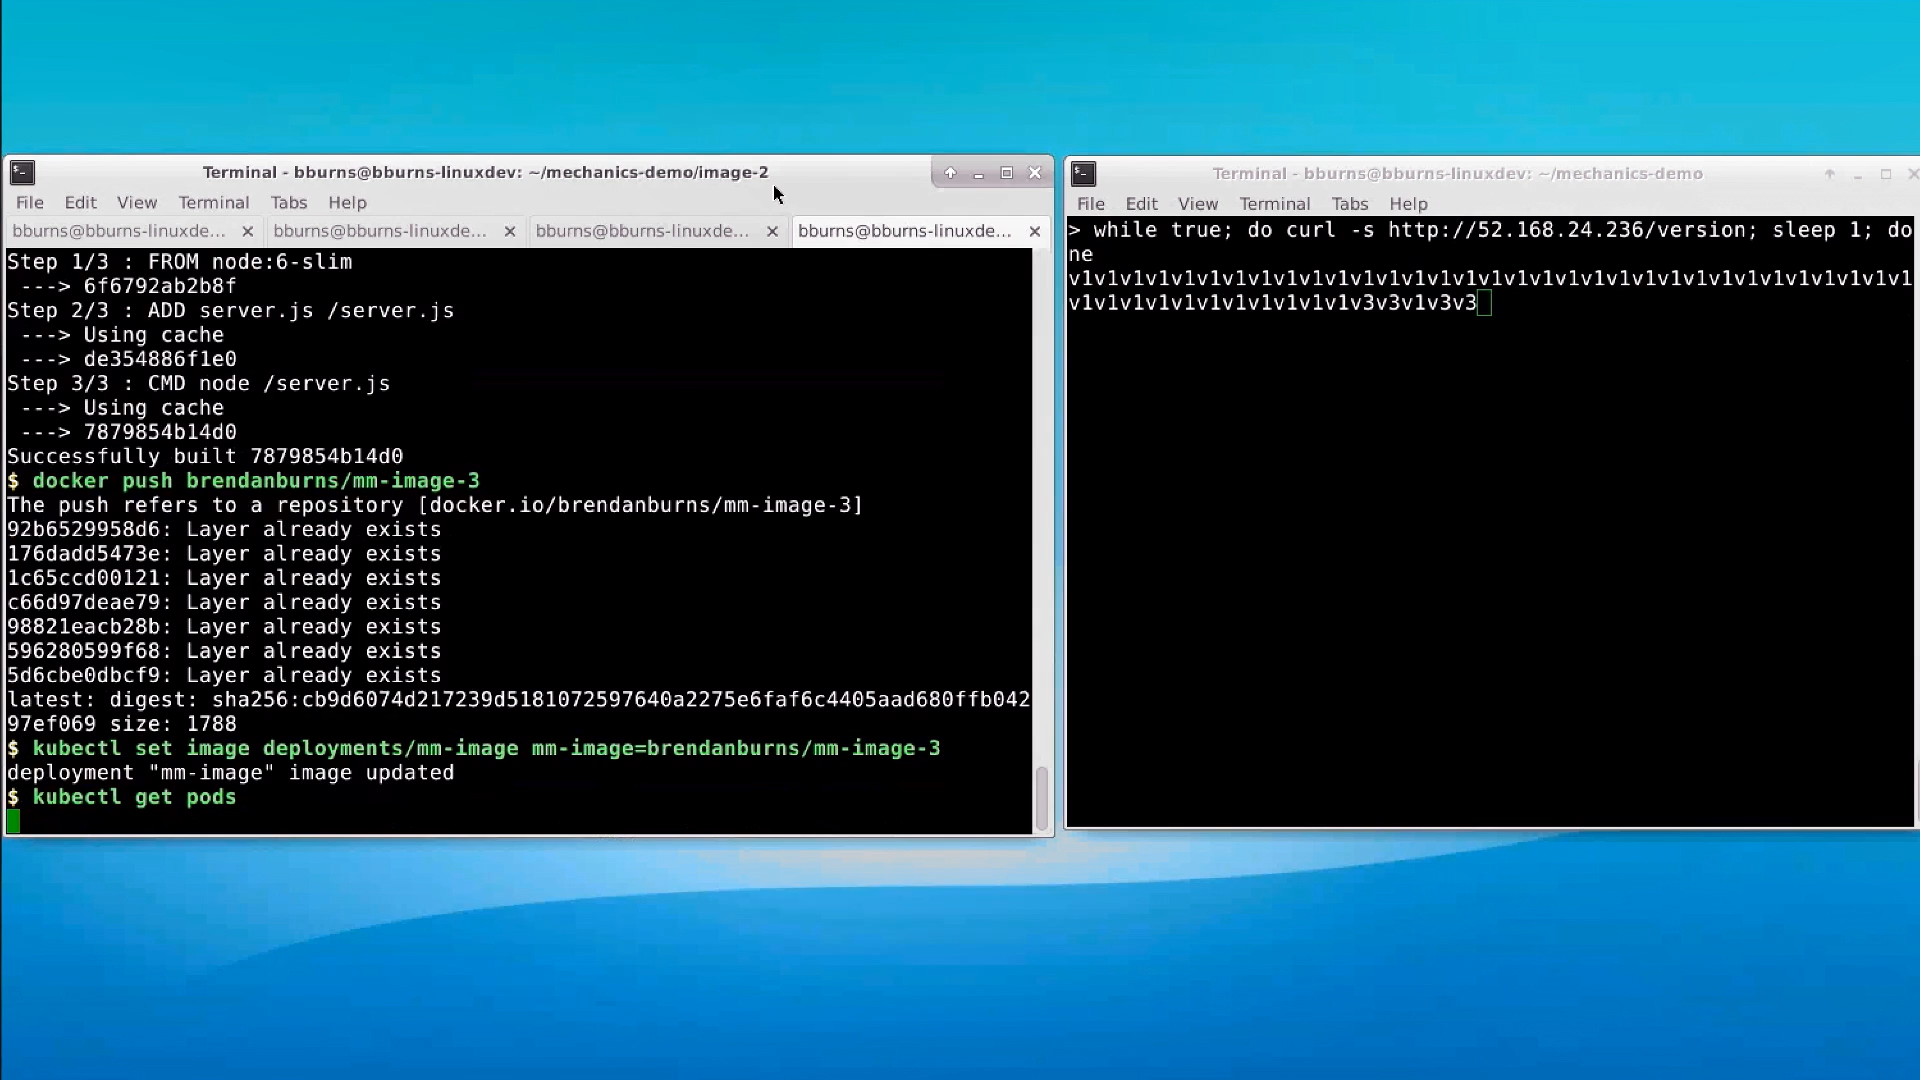 Terminal - bburns@bburns-linuxdev: ~/mechanics-demo/image-2
File Edit View Terminal Tabs Help
bburns@bburns-linuxde... bburns@bburns-linuxde... bburns@bburns-linuxde... bburns@bburns-linuxde...
Step 1/3 : FROM node:6-slim
---> 6f6792ab2b8f
Step 2/3 : ADD server.js /server.js
---> Using cache
---> de354886f1e0
Step 3/3 : CMD node /server.js
---> Using cache
---> 7879854b14d0
Successfully built 7879854b14d0
$ docker push brendanburns/mm-image-3
The push refers to a repository [docker.io/brendanburns/mm-image-3]
92b6529958d6: Layer already exists
176dadd5473e: Layer already exists
1c65ccd00121: Layer already exists
c66d97deae79: Layer already exists
98821eacb28b: Layer already exists
596280599f68: Layer already exists
5d6cbe0dbcf9: Layer already exists
latest: digest: sha256:cb9d6074d217239d5181072597640a2275e6faf6c4405aad680ffb042
97ef069 size: 1788
$ kubectl set image deployments/mm-image mm-image=brendanburns/mm-image-3
deployment "mm-image" image updated
$ kubectl get pods
Terminal - bburns@bburns-linuxdev: ~/mechanics-demo
File Edit View Terminal Tabs Help
> while true; do curl -s http://52.168.24.236/version; sleep 1; do
ne
v1v1v1v1v1v1v1v1v1v1v1v1v1v1v1v1v1v1v1v1v1v1v1v1v1v1v1v1v1v1v1v1v1
v1v1v1v1v1v1v1v1v1v1v1v3v3v1v3v3